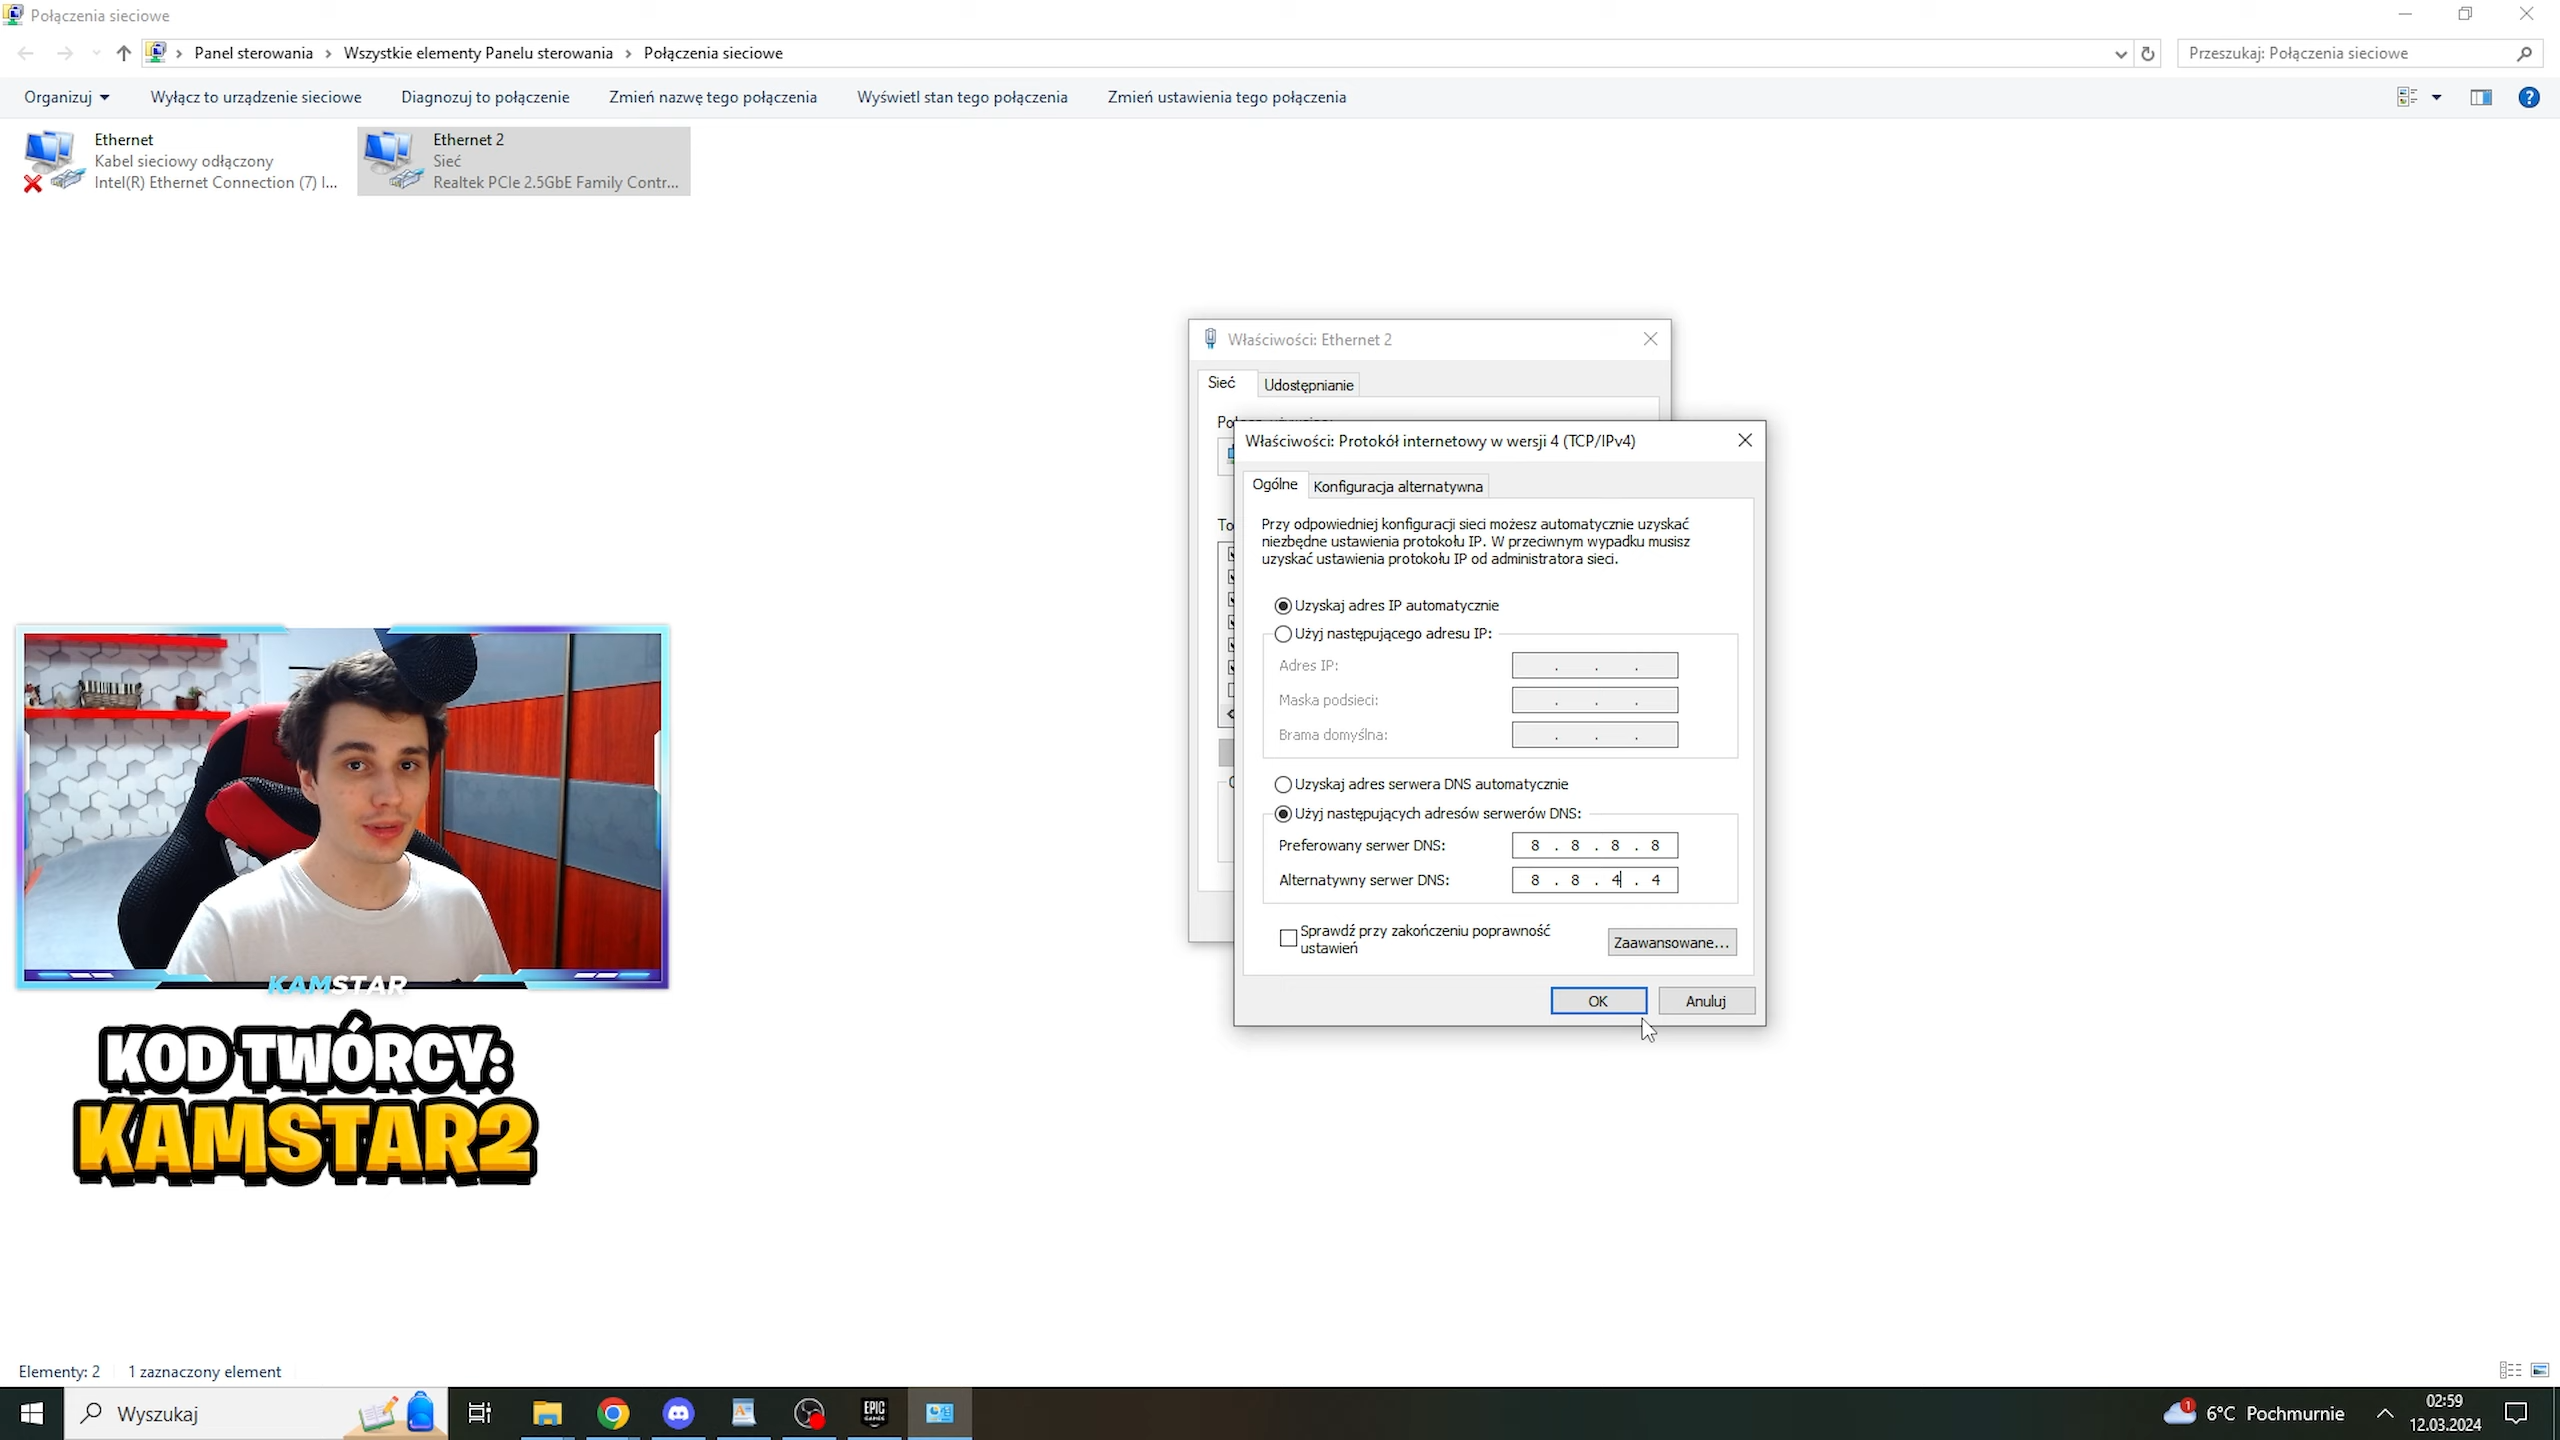 Połączenia sieciowe
Panel sterowania › Wszystkie elementy Panelu sterowania › Połączenia sieciowe
Przeszukaj: Połączenia sieciowe
Organizuj
Wyłącz to urządzenie sieciowe
Diagnozuj to połączenie
Zmień nazwę tego połączenia
Wyświetl stan tego połączenia
Zmień ustawienia tego połączenia
Ethernet
Kabel sieciowy odłączony
Intel(R) Ethernet Connection (7) I...
Ethernet 2
Sieć
Realtek PCIe 2.5GbE Family Contr...
Właściwości: Ethernet 2
Sieć
Udostępnianie
Właściwości: Protokół internetowy w wersji 4 (TCP/IPv4)
Ogólne
Konfiguracja alternatywna
Przy odpowiedniej konfiguracji sieci możesz automatycznie uzyskać
niezbędne ustawienia protokołu IP. W przeciwnym wypadku musisz
uzyskać ustawienia protokołu IP od administratora sieci.
Uzyskaj adres IP automatycznie
Użyj następującego adresu IP:
Adres IP:
Maska podsieci:
Brama domyślna:
Uzyskaj adres serwera DNS automatycznie
Użyj następujących adresów serwerów DNS:
Preferowany serwer DNS: 8 . 8 . 8 . 8
Alternatywny serwer DNS: 8 . 8 . 4 . 4
Sprawdź przy zakończeniu poprawność
ustawień
Zaawansowane...
OK
Anuluj
KAMSTAR
KOD TWÓRCY:
KAMSTAR2
Elementy: 2
1 zaznaczony element
Wyszukaj
EPIC
GAMES
1
6°C Pochmurnie
02:59
12.03.2024